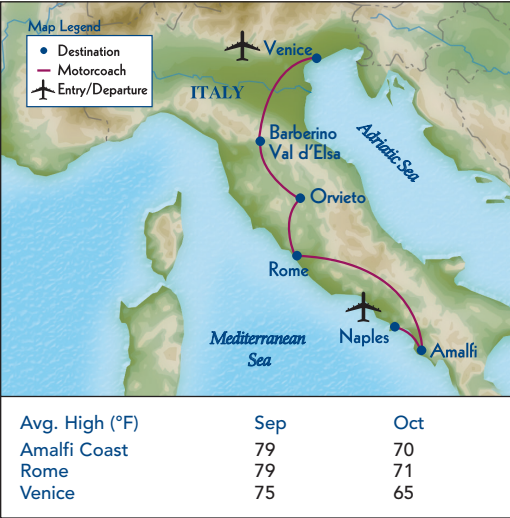 Map Legend
Destination
Motorcoach
Entry/Departure
Venice
ITALY
Barberino
Val d'Elsa
Adriatic Sea
Orvieto
Rome
Mediterranean
Sea
Naples
Amalfi
Avg. High (°F) Sep Oct
Amalfi Coast 79 70
Rome 79 71
Venice 75 65